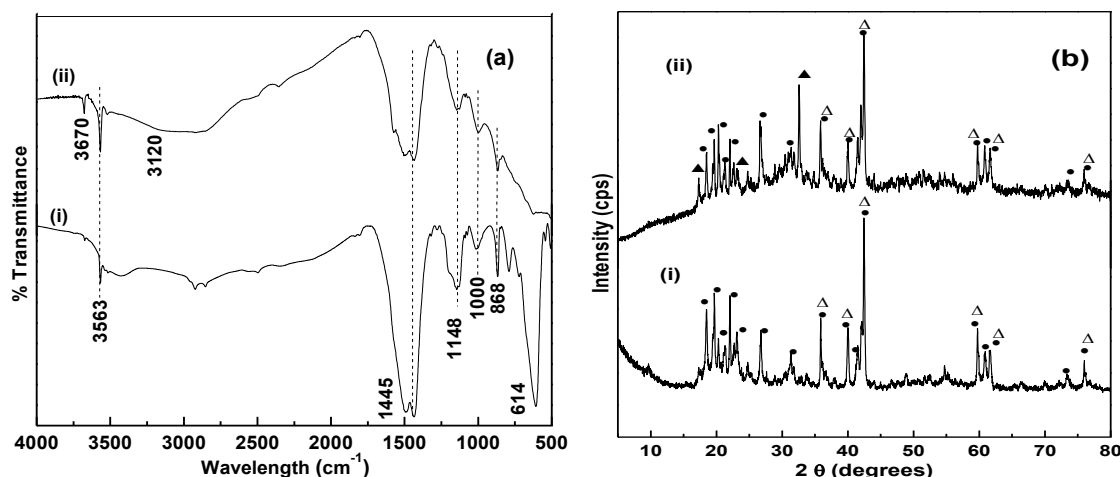 (a)
(ii)
3670
3120
(i)
3563
1445
1148
1000
868
614
% Transmittance
4000 3500 3000 2500 2000 1500 1000 500
Wavelength (cm-1)
(b)
(ii)
(i)
Intensity (cps)
10 20 30 40 50 60 70 80
2 θ (degrees)